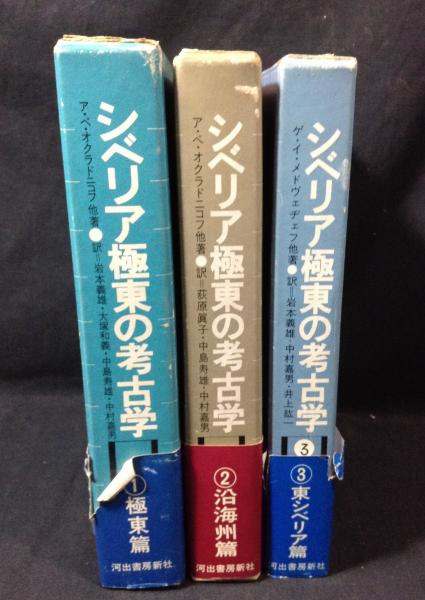 シベリア極東の考古学
ア・ペ・オクラドニコフ他著●訳=岩本義雄・大塚和義・中島寿雄・中村嘉男
①極東篇
河出書房新社
シベリア極東の考古学
ア・ペ・オクラドニコフ他著●訳=荻原眞子・中島寿雄・中村嘉男
②沿海州篇
河出書房新社
シベリア極東の考古学
ゲ・イ・メドヴェヂェフ他著●訳=岩本義雄・中村嘉男・井上紘一
3
③東シベリア篇
河出書房新社